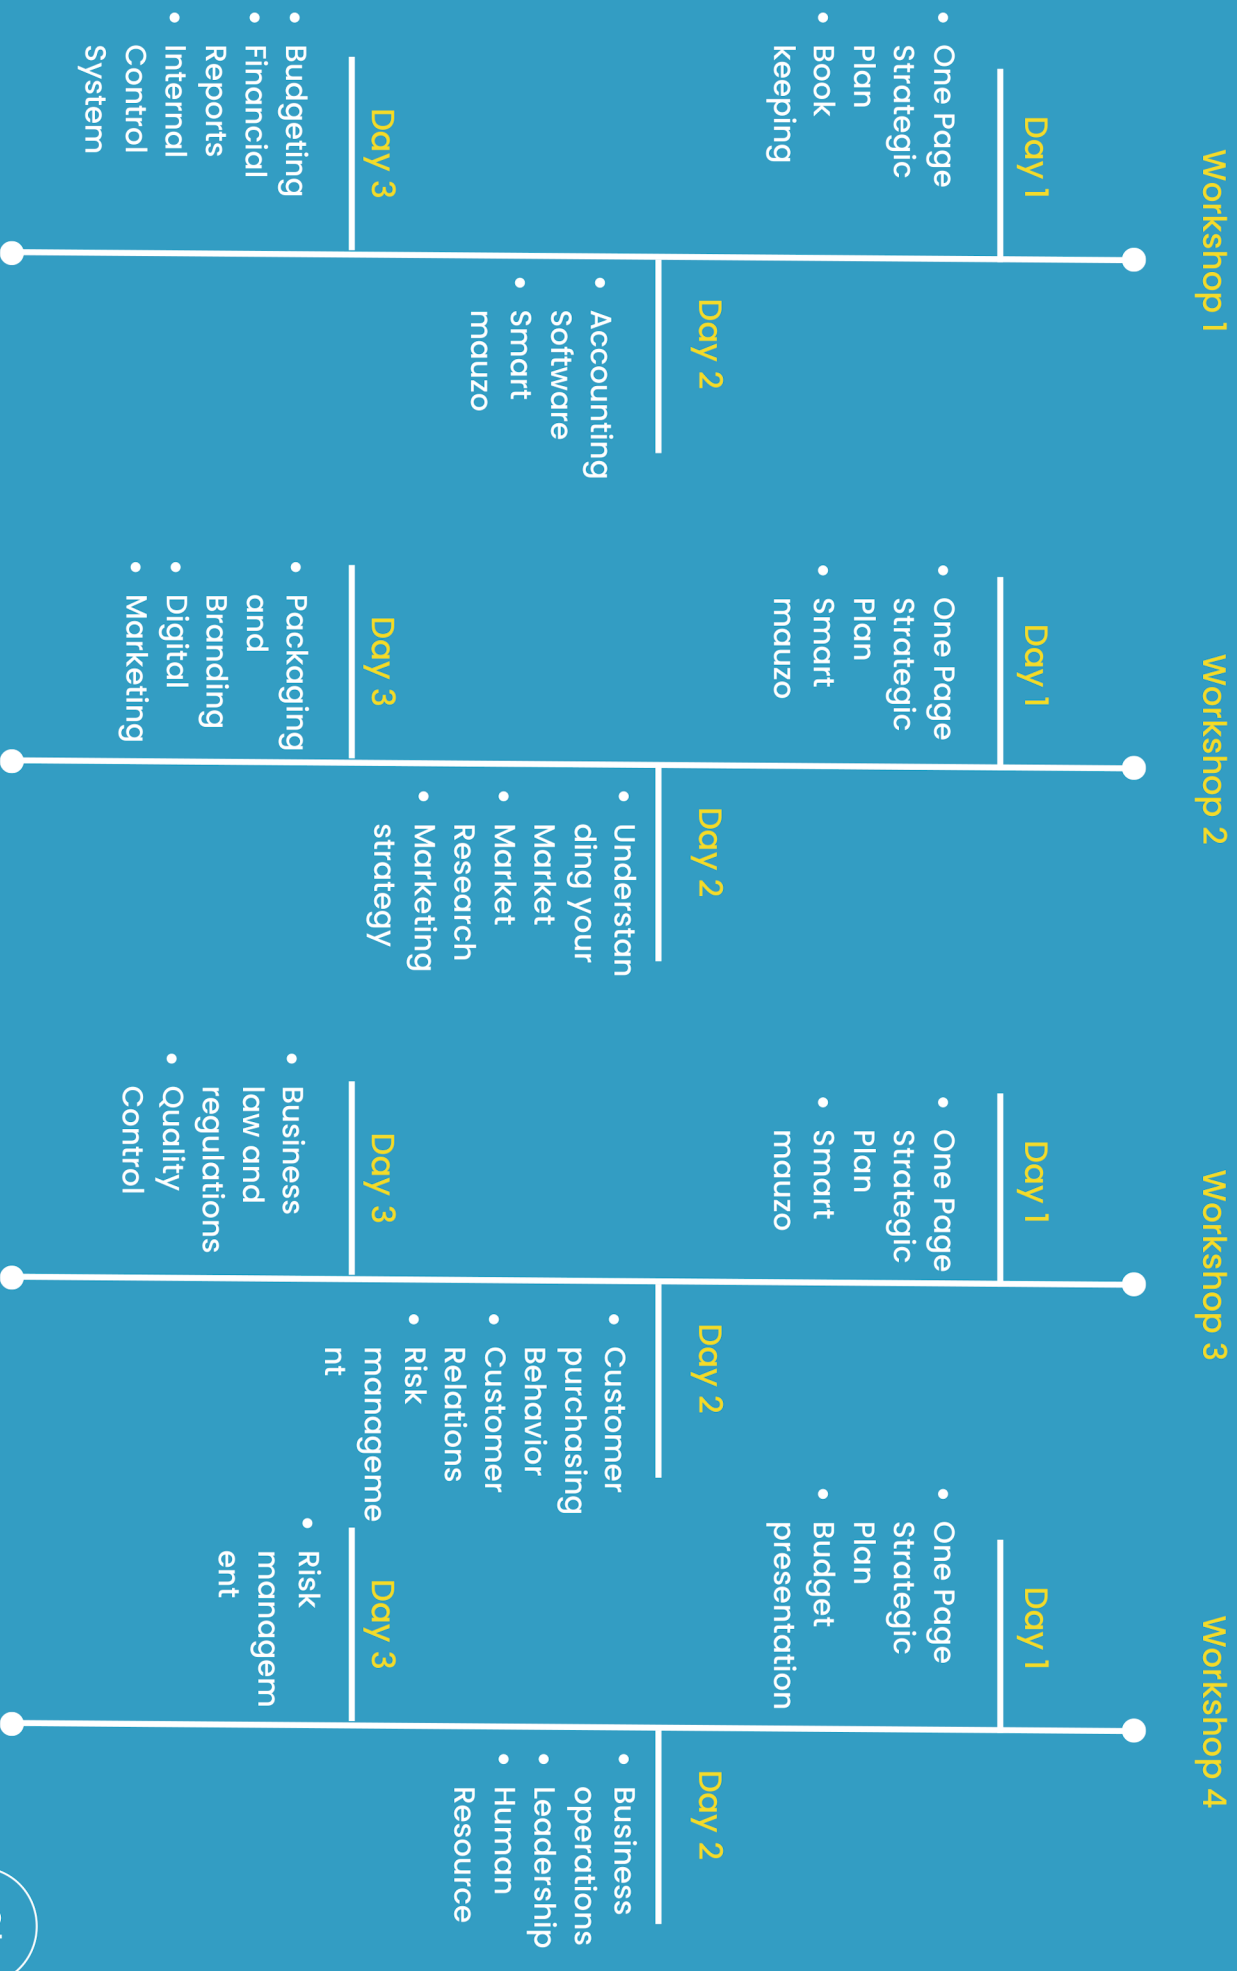 Workshop 1
Day 1
• One Page
Strategic
Plan
• Book
keeping
Day 2
• Accounting
Software
• Smart
mauzo
Day 3
• Budgeting
• Financial
Reports
• Internal
Control
System
Workshop 2
Day 1
• One Page
Strategic
Plan
• Smart
mauzo
Day 2
• Understan
ding your
Market
• Market
Research
• Marketing
strategy
Day 3
• Packaging
and
Branding
• Digital
• Marketing
Workshop 3
Day 1
• One Page
Strategic
Plan
• Smart
mauzo
Day 2
• Customer
purchasing
Behavior
• Customer
Relations
• Risk
manageme
nt
Day 3
• Business
law and
regulations
• Quality
Control
Workshop 4
Day 1
• One Page
Strategic
Plan
• Budget
presentation
Day 2
• Business
operations
• Leadership
• Human
Resource
Day 3
• Risk
managem
ent